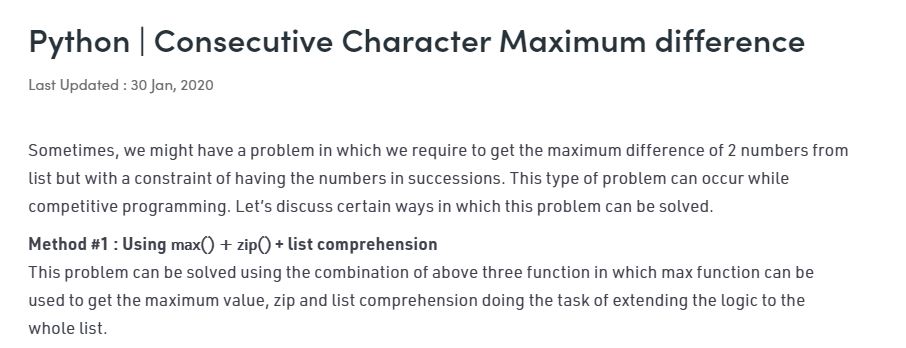 Python | Consecutive Character Maximum difference
Last Updated : 30 Jan, 2020
Sometimes, we might have a problem in which we require to get the maximum difference of 2 numbers from
list but with a constraint of having the numbers in successions. This type of problem can occur while
competitive programming. Let's discuss certain ways in which this problem can be solved.
Method #1 : Using max() + zip() + list comprehension
This problem can be solved using the combination of above three function in which max function can be
used to get the maximum value, zip and list comprehension doing the task of extending the logic to the
whole list.